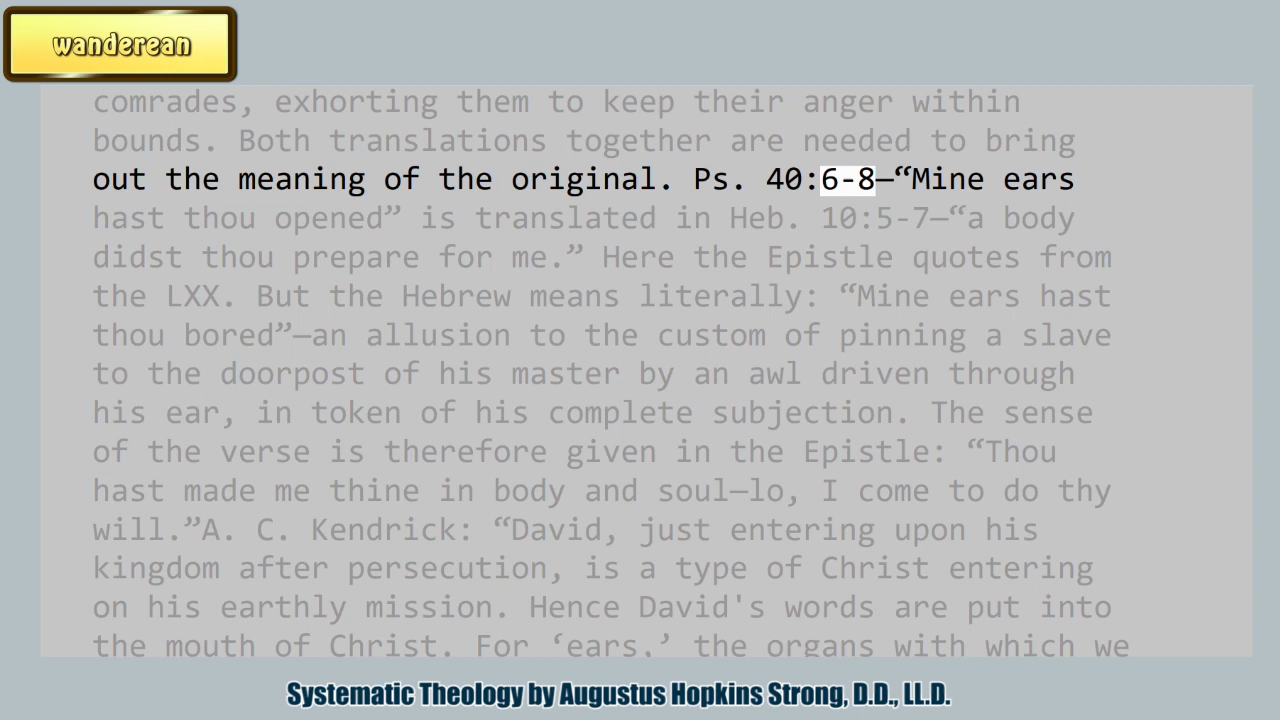 wanderean
comrades, exhorting them to keep their anger within
bounds. Both translations together are needed to bring
out the meaning of the original. Ps. 40:6-8—“Mine ears
hast thou opened” is translated in Heb. 10:5-7—“a body
didst thou prepare for me.” Here the Epistle quotes from
the LXX. But the Hebrew means literally: “Mine ears hast
thou bored”—an allusion to the custom of pinning a slave
to the doorpost of his master by an awl driven through
his ear, in token of his complete subjection. The sense
of the verse is therefore given in the Epistle: “Thou
hast made me thine in body and soul—lo, I come to do thy
will.”A. C. Kendrick: “David, just entering upon his
kingdom after persecution, is a type of Christ entering
on his earthly mission. Hence David's words are put into
the mouth of Christ. For ‘ears,’ the organs with which we
Systematic Theology by Augustus Hopkins Strong, D.D., LL.D.